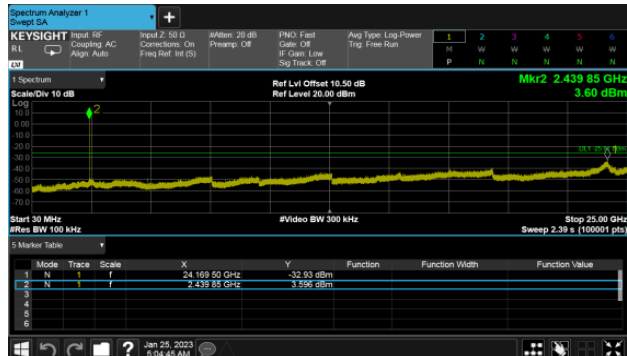 Spectrum Analyzer 1
Swept SA
+
KEYSIGHT Input: RF Input Z: 50 Ω #Atten: 20 dB PNO: Fast Avg Type: Log-Power 1 2 3 4 5 6
RL Coupling: AC Corrections: On Preamp: Off Gate: Off Trig: Free Run M W W W W W
Align: Auto Freq Ref: Int (S) IF Gain: Low
Sig Track: Off P N N N N N
LXI
1 Spectrum
Ref Lvl Offset 10.50 dB Mkr2 2.439 85 GHz
Scale/Div 10 dB Ref Level 20.00 dBm 3.60 dBm
Log
10.0
0.00
-10.0
-20.0
-30.0
-40.0
-50.0
-60.0
-70.0
2
1
Start 30 MHz #Video BW 300 kHz Stop 25.00 GHz
#Res BW 100 kHz Sweep 2.39 s (100001 pts)
5 Marker Table
Mode Trace Scale X Y Function Function Width Function Value
1 N 1 f 24.169 50 GHz -32.93 dBm
2 N 1 f 2.439 85 GHz 3.596 dBm
3
4
5
6
? Jan 25, 2023
5:04:45 AM